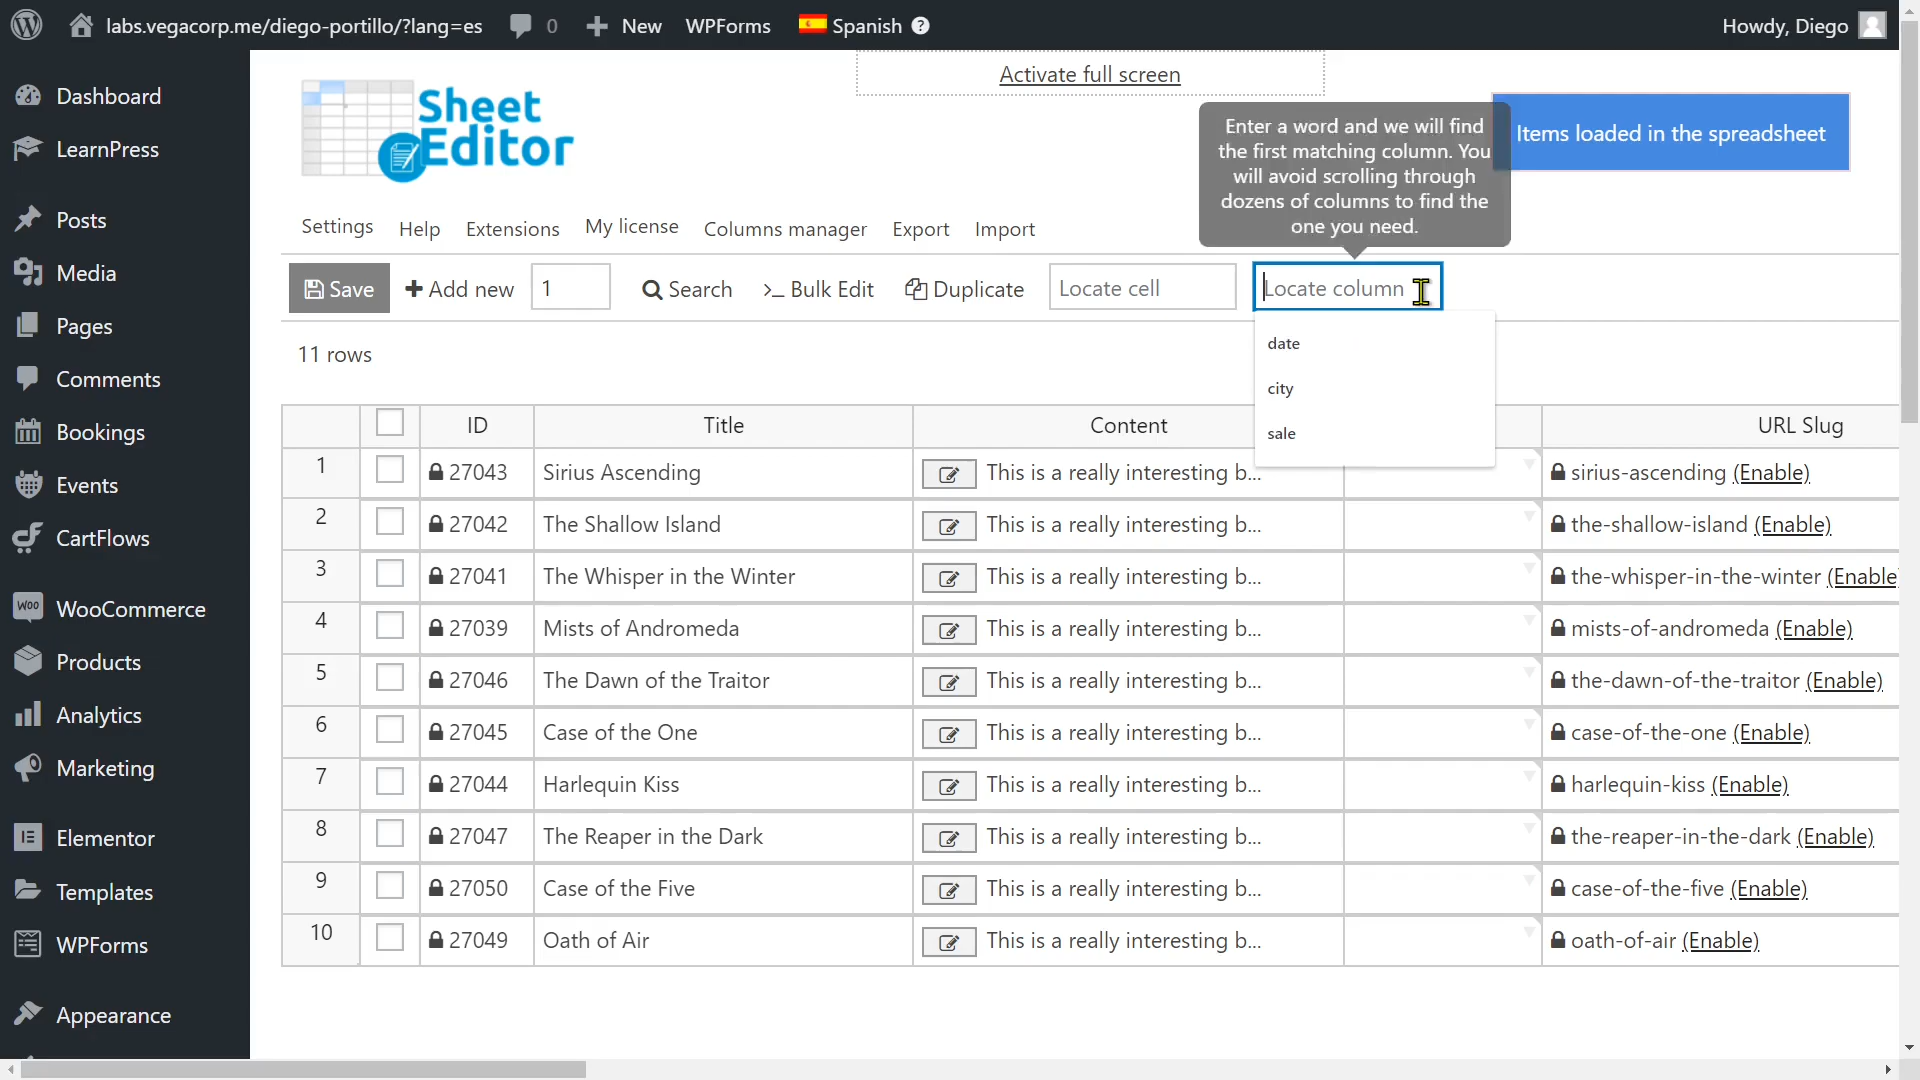 labs.vegacorp.me/diego-portillo/?lang=es 0 New WPForms Spanish ? Howdy, Diego
Dashboard
LearnPress
Posts
Media
Pages
Comments
Bookings
Events
CartFlows
WooCommerce
Products
Analytics
Marketing
Elementor
Templates
WPForms
Appearance
Activate full screen
Sheet
Editor
Enter a word and we will find
the first matching column. You
will avoid scrolling through
dozens of columns to find the
one you need.
Items loaded in the spreadsheet
Settings Help Extensions My license Columns manager Export Import
Save Add new 1 Search >_ Bulk Edit Duplicate Locate cell Locate column
date
city
sale
11 rows
ID Title Content URL Slug
1 27043 Sirius Ascending This is a really interesting b... sirius-ascending (Enable)
2 27042 The Shallow Island This is a really interesting b... the-shallow-island (Enable)
3 27041 The Whisper in the Winter This is a really interesting b... the-whisper-in-the-winter (Enable
4 27039 Mists of Andromeda This is a really interesting b... mists-of-andromeda (Enable)
5 27046 The Dawn of the Traitor This is a really interesting b... the-dawn-of-the-traitor (Enable)
6 27045 Case of the One This is a really interesting b... case-of-the-one (Enable)
7 27044 Harlequin Kiss This is a really interesting b... harlequin-kiss (Enable)
8 27047 The Reaper in the Dark This is a really interesting b... the-reaper-in-the-dark (Enable)
9 27050 Case of the Five This is a really interesting b... case-of-the-five (Enable)
10 27049 Oath of Air This is a really interesting b... oath-of-air (Enable)